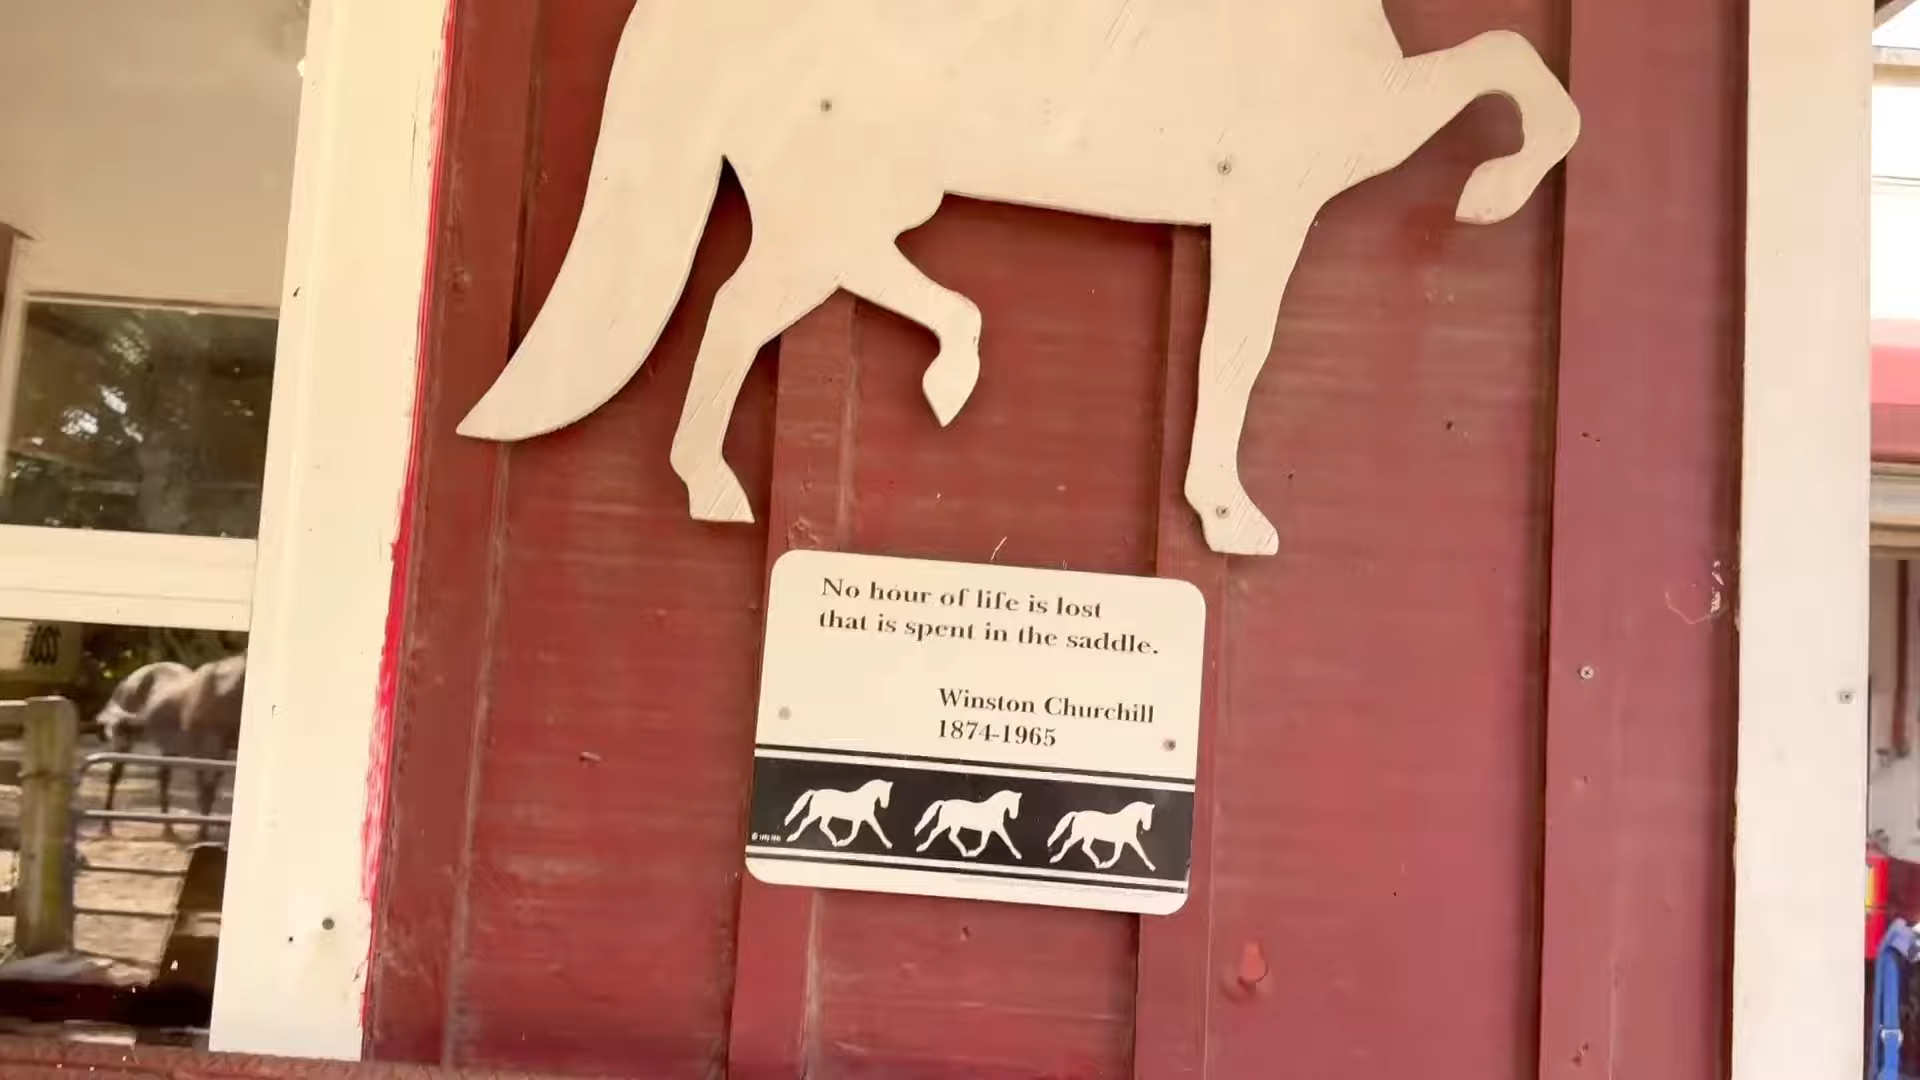 No hour of life is lost
that is spent in the saddle.
Winston Churchill
1874-1965